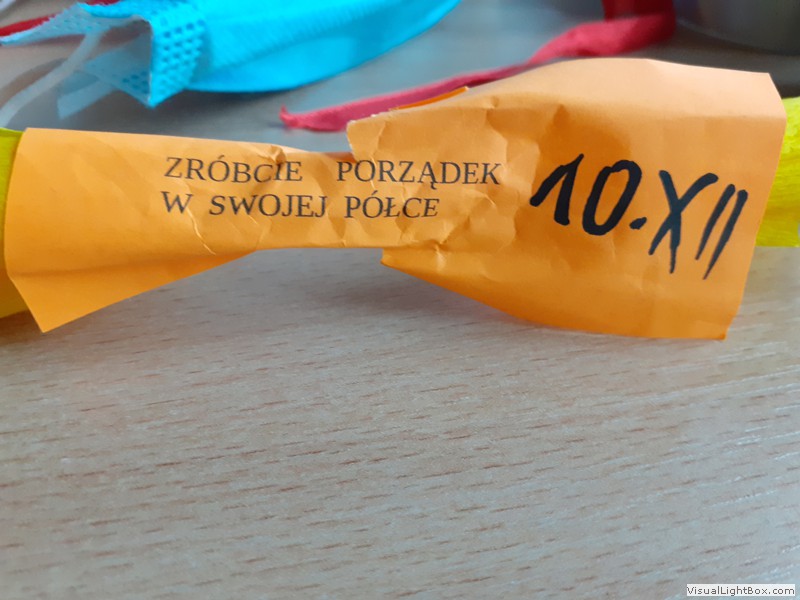 ZRÓBCIE PORZĄDEK
W SWOJEJ PÓŁCE
10.XII
VisualLightBox.com